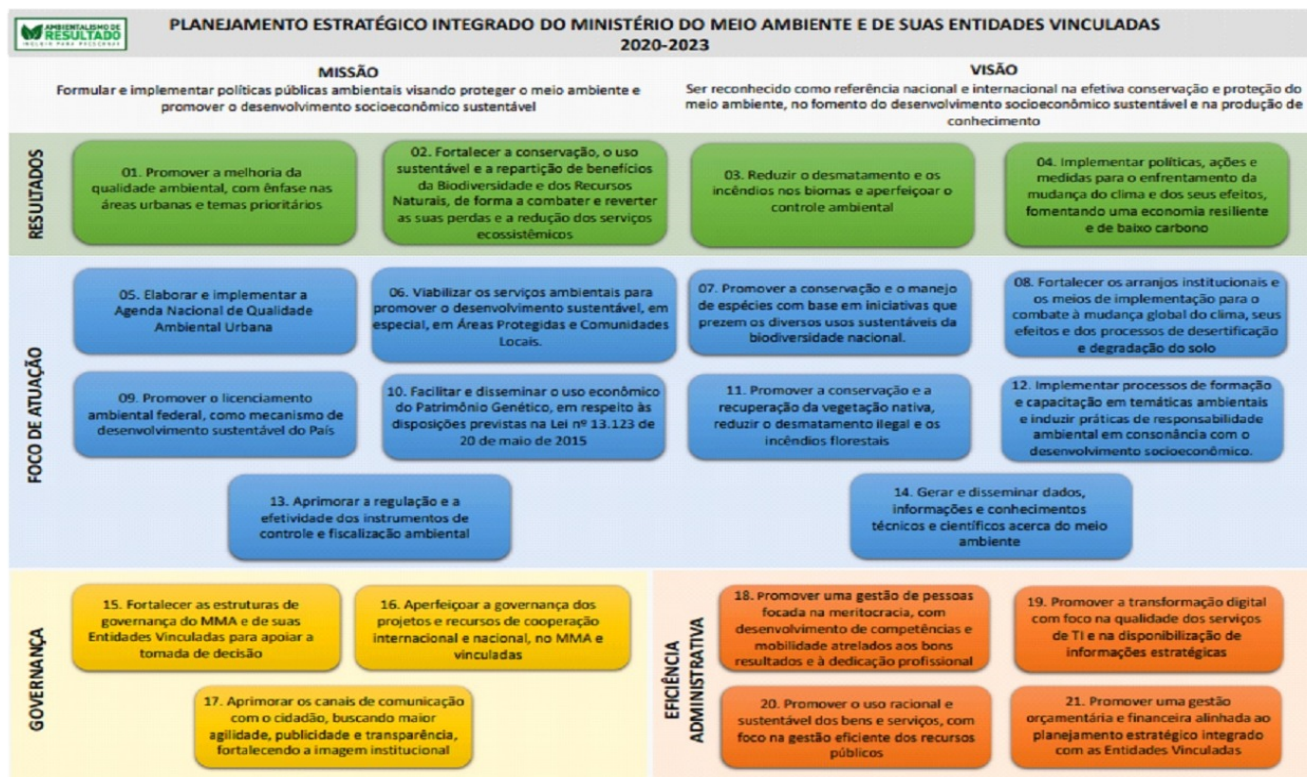 AMBIENTALISMO DE
RESULTADO
PLANEJAMENTO ESTRATÉGICO INTEGRADO DO MINISTÉRIO DO MEIO AMBIENTE E DE SUAS ENTIDADES VINCULADAS
2020-2023
MISSÃO
Formular e implementar políticas públicas ambientais visando proteger o meio ambiente e
promover o desenvolvimento socioeconômico sustentável
VISÃO
Ser reconhecido como referência nacional e internacional na efetiva conservação e proteção do
meio ambiente, no fomento do desenvolvimento socioeconômico sustentável e na produção de
conhecimento
RESULTADOS
01. Promover a melhoria da
qualidade ambiental, com ênfase nas
áreas urbanas e temas prioritários
02. Fortalecer a conservação, o uso
sustentável e a repartição de benefícios
da Biodiversidade e dos Recursos
Naturais, de forma a combater e reverter
as suas perdas e a redução dos serviços
ecossistêmicos
03. Reduzir o desmatamento e os
incêndios nos biomas e aperfeiçoar o
controle ambiental
04. Implementar políticas, ações e
medidas para o enfrentamento da
mudança do clima e dos seus efeitos,
fomentando uma economia resiliente
e de baixo carbono
FOCO DE ATUAÇÃO
05. Elaborar e implementar a
Agenda Nacional de Qualidade
Ambiental Urbana
06. Viabilizar os serviços ambientais para
promover o desenvolvimento sustentável, em
especial, em Áreas Protegidas e Comunidades
Locais.
07. Promover a conservação e o manejo
de espécies com base em iniciativas que
prezem os diversos usos sustentáveis da
biodiversidade nacional.
08. Fortalecer os arranjos institucionais e
os meios de implementação para o
combate à mudança global do clima, seus
efeitos e dos processos de desertificação
e degradação do solo
09. Promover o licenciamento
ambiental federal, como mecanismo de
desenvolvimento sustentável do País
10. Facilitar e disseminar o uso econômico
do Patrimônio Genético, em respeito às
disposições previstas na Lei nº 13.123 de
20 de maio de 2015
11. Promover a conservação e a
recuperação da vegetação nativa,
reduzir o desmatamento ilegal e os
incêndios florestais
12. Implementar processos de formação
e capacitação em temáticas ambientais
e induzir práticas de responsabilidade
ambiental em consonância com o
desenvolvimento socioeconômico.
13. Aprimorar a regulação e a
efetividade dos instrumentos de
controle e fiscalização ambiental
14. Gerar e disseminar dados,
informações e conhecimentos
técnicos e científicos acerca do meio
ambiente
GOVERNANÇA
15. Fortalecer as estruturas de
governança do MMA e de suas
Entidades Vinculadas para apoiar a
tomada de decisão
16. Aperfeiçoar a governança dos
projetos e recursos de cooperação
internacional e nacional, no MMA e
vinculadas
17. Aprimorar os canais de comunicação
com o cidadão, buscando maior
agilidade, publicidade e transparência,
fortalecendo a imagem institucional
EFICIÊNCIA
ADMINISTRATIVA
18. Promover uma gestão de pessoas
focada na meritocracia, com
desenvolvimento de competências e
mobilidade atrelados aos bons
resultados e à dedicação profissional
19. Promover a transformação digital
com foco na qualidade dos serviços
de TI e na disponibilização de
informações estratégicas
20. Promover o uso racional e
sustentável dos bens e serviços, com
foco na gestão eficiente dos recursos
públicos
21. Promover uma gestão
orçamentária e financeira alinhada ao
planejamento estratégico integrado
com as Entidades Vinculadas